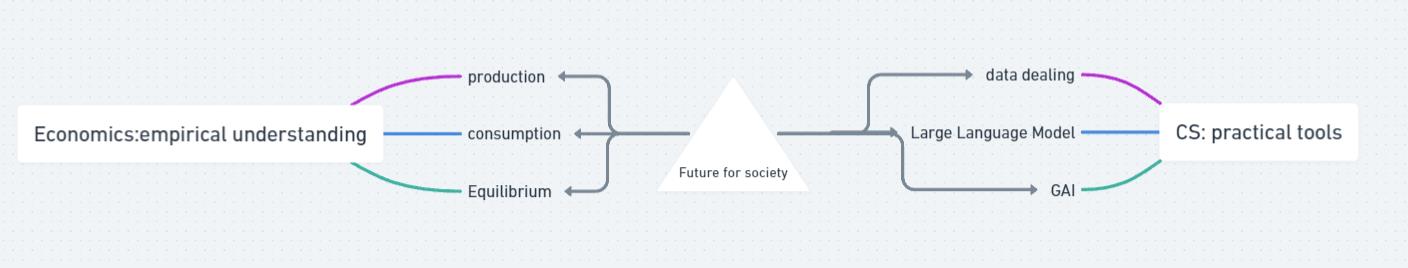 Economics:empirical understanding
production
consumption
Equilibrium
Future for society
data dealing
Large Language Model
GAI
CS: practical tools